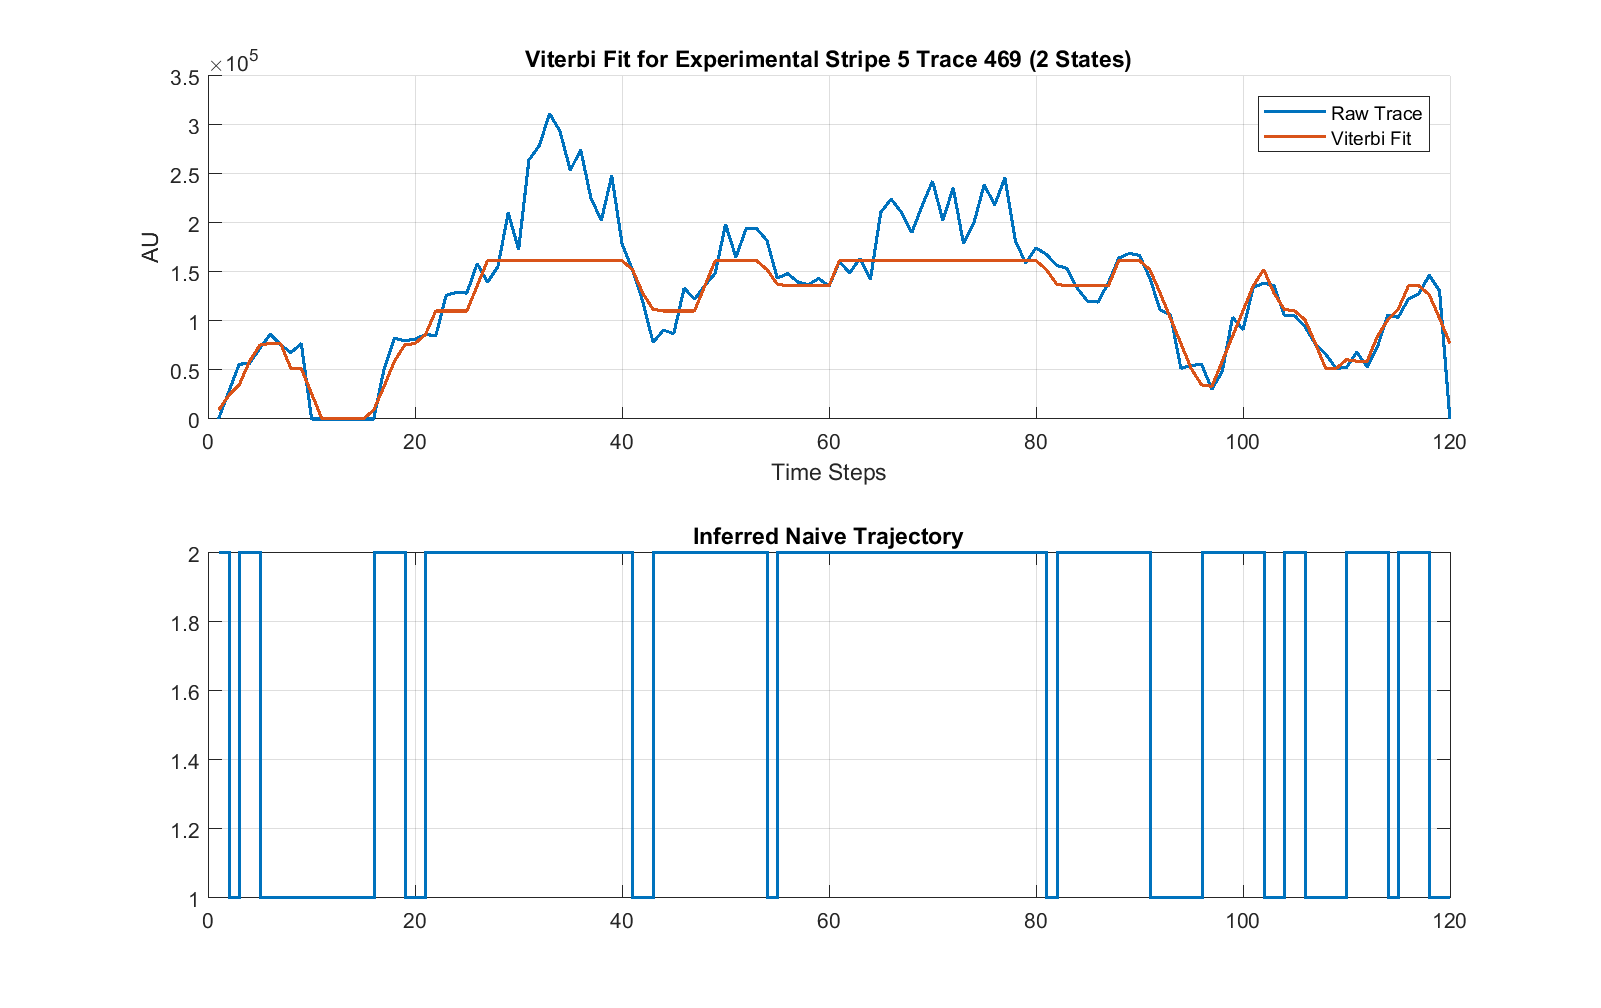 Viterbi Fit for Experimental Stripe 5 Trace 469 (2 States)
×10^5
3.5
3
2.5
2
1.5
1
0.5
0
AU
Raw Trace
Viterbi Fit
0 20 40 60 80 100 120
Time Steps
Inferred Naive Trajectory
2
1.8
1.6
1.4
1.2
1
0 20 40 60 80 100 120